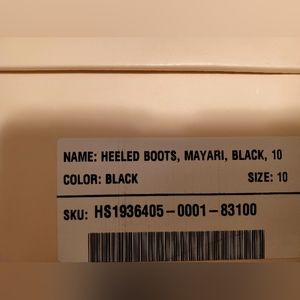 NAME: HEELED BOOTS, MAYARI, BLACK, 10
COLOR: BLACK SIZE: 10
SKU: HS1936405-0001-83100